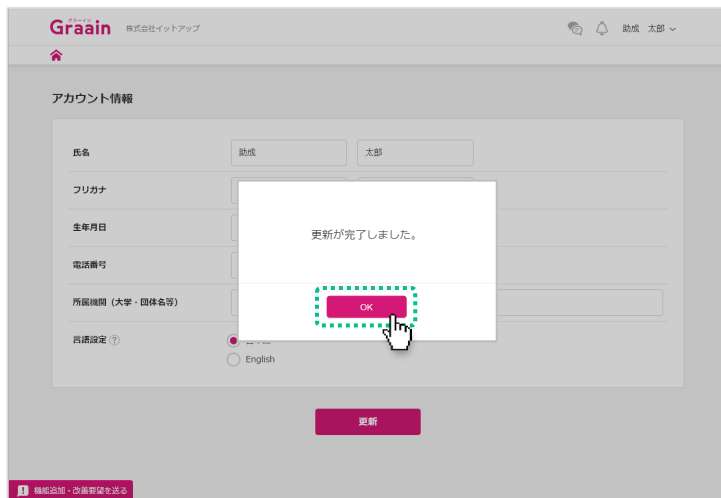 グラーイン
Graain 株式会社イットアップ 助成 太郎
アカウント情報
氏名 助成 太郎
フリガナ
生年月日
更新が完了しました。
電話番号
所属機関（大学・団体名等） OK
言語設定 ?
English
更新
機能追加・改善要望を送る